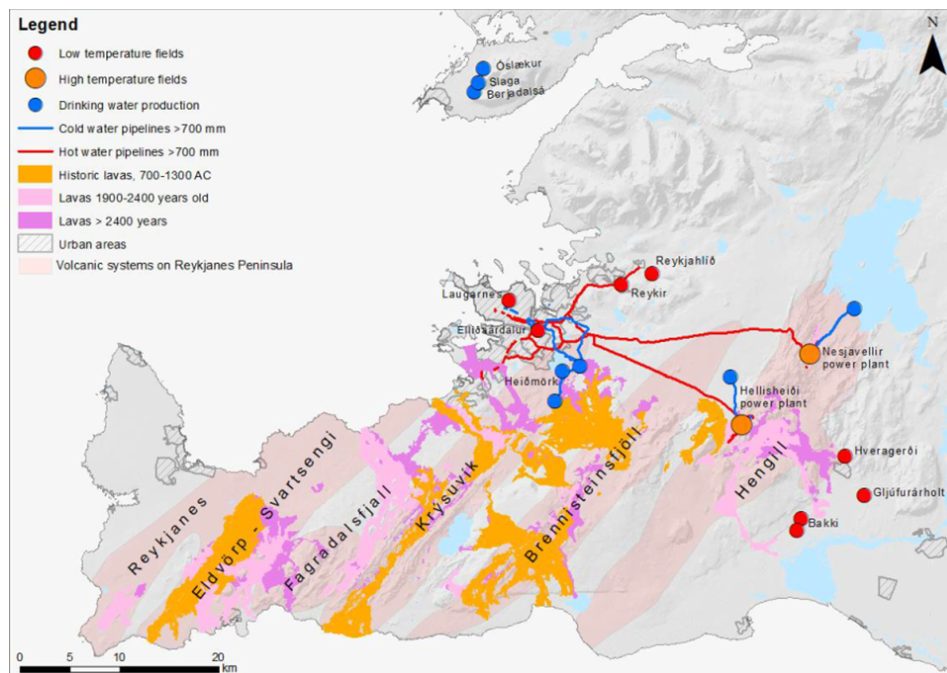 Legend
Low temperature fields
High temperature fields
Drinking water production
Cold water pipelines >700 mm
Hot water pipelines >700 mm
Historic lavas, 700-1300 AC
Lavas 1900-2400 years old
Lavas > 2400 years
Urban areas
Volcanic systems on Reykjanes Peninsula
N
Óslækur
Slaga
Berjadalsá
Reykjahlíð
Reykir
Laugarnes
Elliðaárdalur
Nesjavellir
power plant
Heiðmörk
Hellisheiði
power plant
Hveragerði
Gljúfurárholt
Bakki
Hengill
Brennisteinsfjöll
Krýsuvík
Fagradalsfjall
Svartsengi
Eldvörp
Reykjanes
0 5 10 20
km